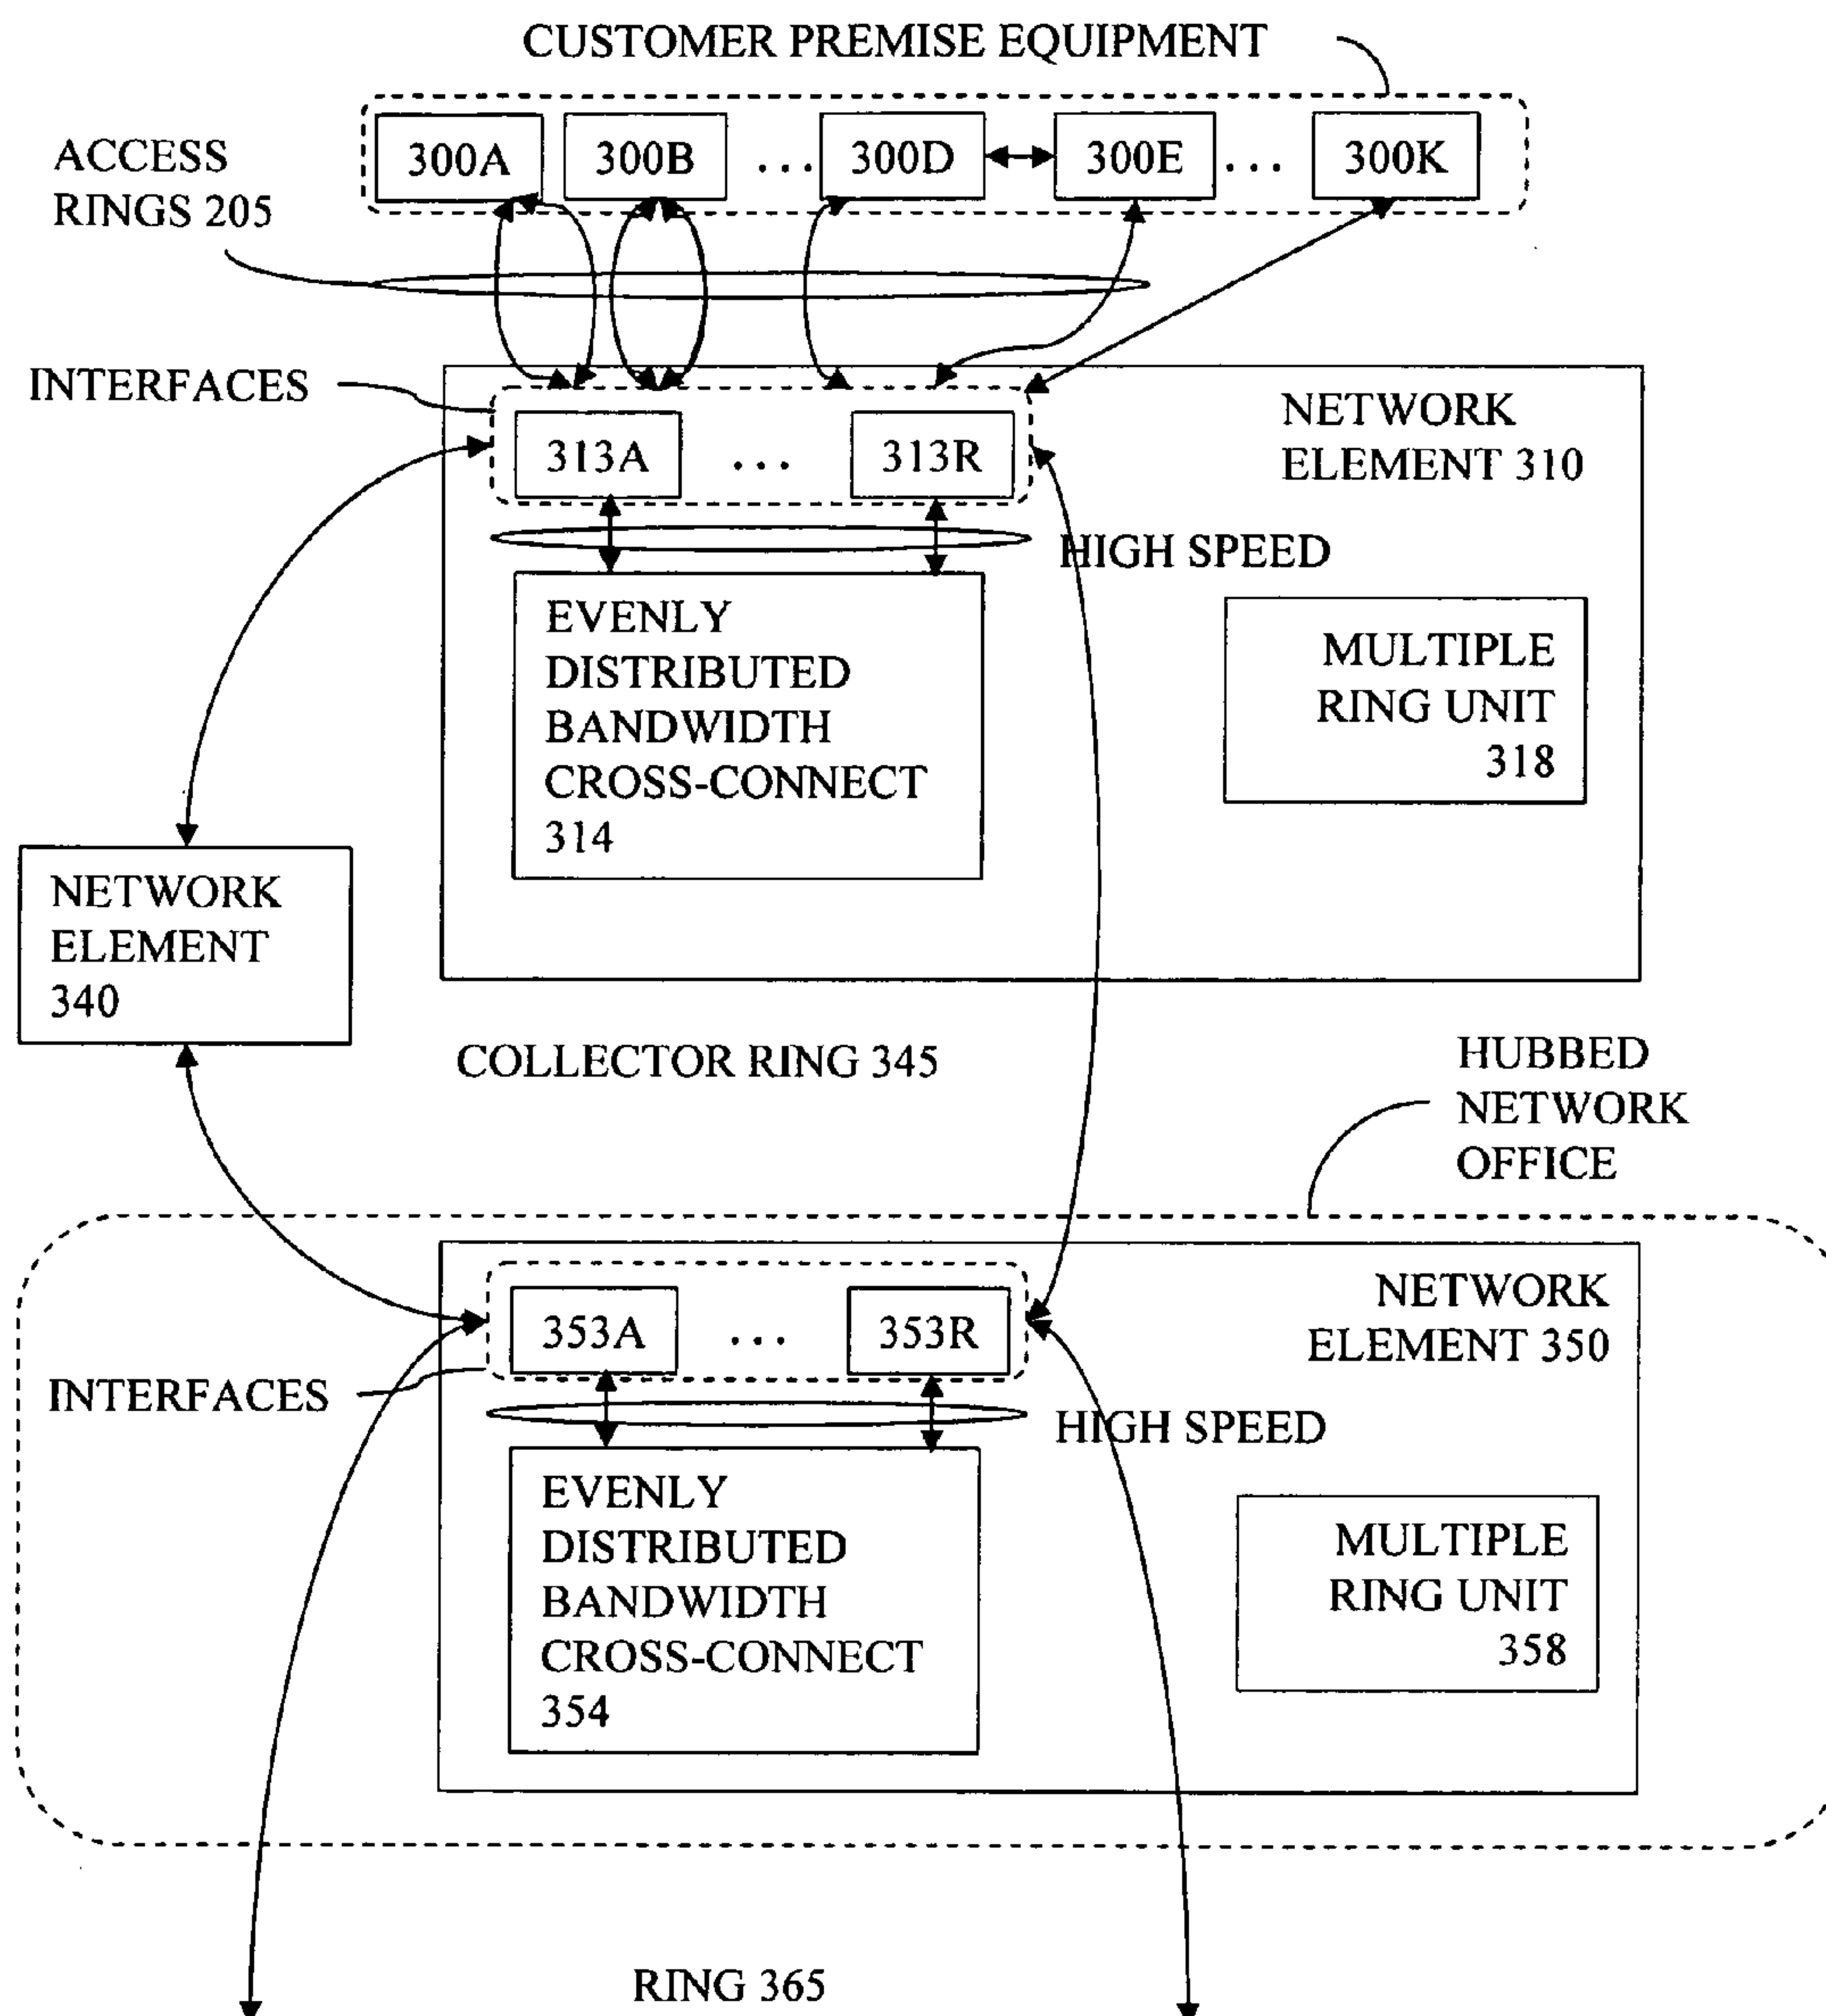 CUSTOMER PREMISE EQUIPMENT
ACCESS
RINGS 205
300A 300B ... 300D 300E ... 300K
INTERFACES
313A ... 313R
NETWORK
ELEMENT 310
HIGH SPEED
EVENLY
DISTRIBUTED
BANDWIDTH
CROSS-CONNECT
314
MULTIPLE
RING UNIT
318
NETWORK
ELEMENT
340
COLLECTOR RING 345
HUBBED
NETWORK
OFFICE
353A ... 353R
NETWORK
ELEMENT 350
INTERFACES
HIGH SPEED
EVENLY
DISTRIBUTED
BANDWIDTH
CROSS-CONNECT
354
MULTIPLE
RING UNIT
358
RING 365